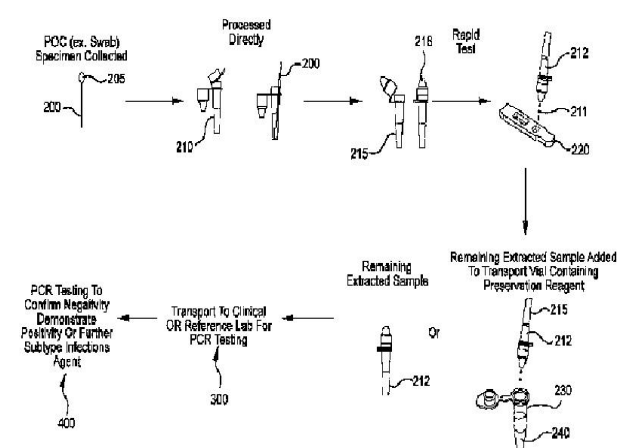 POC (ex. Swab)
Specimen Collected
205
200
Processed
Directly
200
210
216
215
Rapid
Test
212
211
220
Remaining Extracted Sample Added
To Transport Vial Containing
Preservation Reagent
215
212
230
240
Or
Remaining
Extracted Sample
212
Transport To Clinical
OR Reference Lab For
PCR Testing
300
PCR Testing To
Confirm Negativity
Demonstrate
Positivity Or Further
Subtype Infections
Agent
400